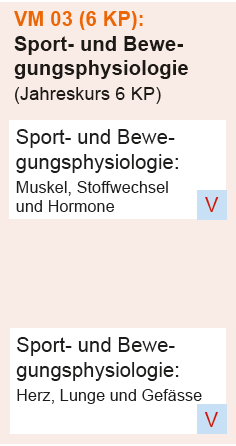 VM 03 (6 KP):
Sport- und Bewe-
gungsphysiologie
(Jahreskurs 6 KP)
Sport- und Bewe-
gungsphysiologie:
Muskel, Stoffwechsel
und Hormone
V
Sport- und Bewe-
gungsphysiologie:
Herz, Lunge und Gefässe
V